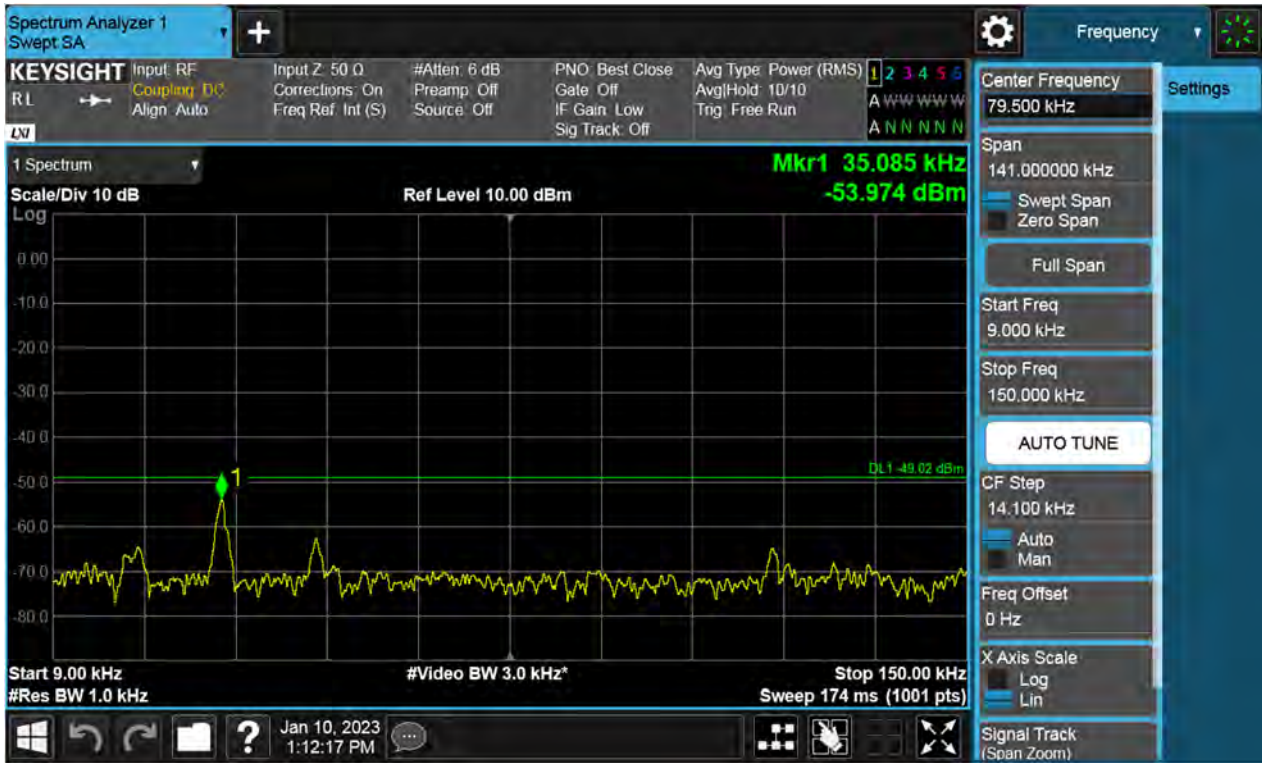 Spectrum Analyzer 1
Swept SA
+
Frequency
KEYSIGHT
RL
LXI
Input: RF
Coupling: DC
Align: Auto
Input Z: 50 Ω
Corrections: On
Freq Ref: Int (S)
#Atten: 6 dB
Preamp: Off
Source: Off
PNO: Best Close
Gate: Off
IF Gain: Low
Sig Track: Off
Avg Type: Power (RMS)
Avg|Hold: 10/10
Trig: Free Run
1 2 3 4 5 6
A W W W W W
A N N N N N
1 Spectrum
Mkr1 35.085 kHz
-53.974 dBm
Scale/Div 10 dB
Ref Level 10.00 dBm
Log
0.00
-10.0
-20.0
-30.0
-40.0
-50.0
-60.0
-70.0
-80.0
DL1 -49.02 dBm
1
Start 9.00 kHz
#Video BW 3.0 kHz*
Stop 150.00 kHz
#Res BW 1.0 kHz
Sweep 174 ms (1001 pts)
Jan 10, 2023
1:12:17 PM
?
Center Frequency
79.500 kHz
Settings
Span
141.000000 kHz
Swept Span
Zero Span
Full Span
Start Freq
9.000 kHz
Stop Freq
150.000 kHz
AUTO TUNE
CF Step
14.100 kHz
Auto
Man
Freq Offset
0 Hz
X Axis Scale
Log
Lin
Signal Track
(Span Zoom)